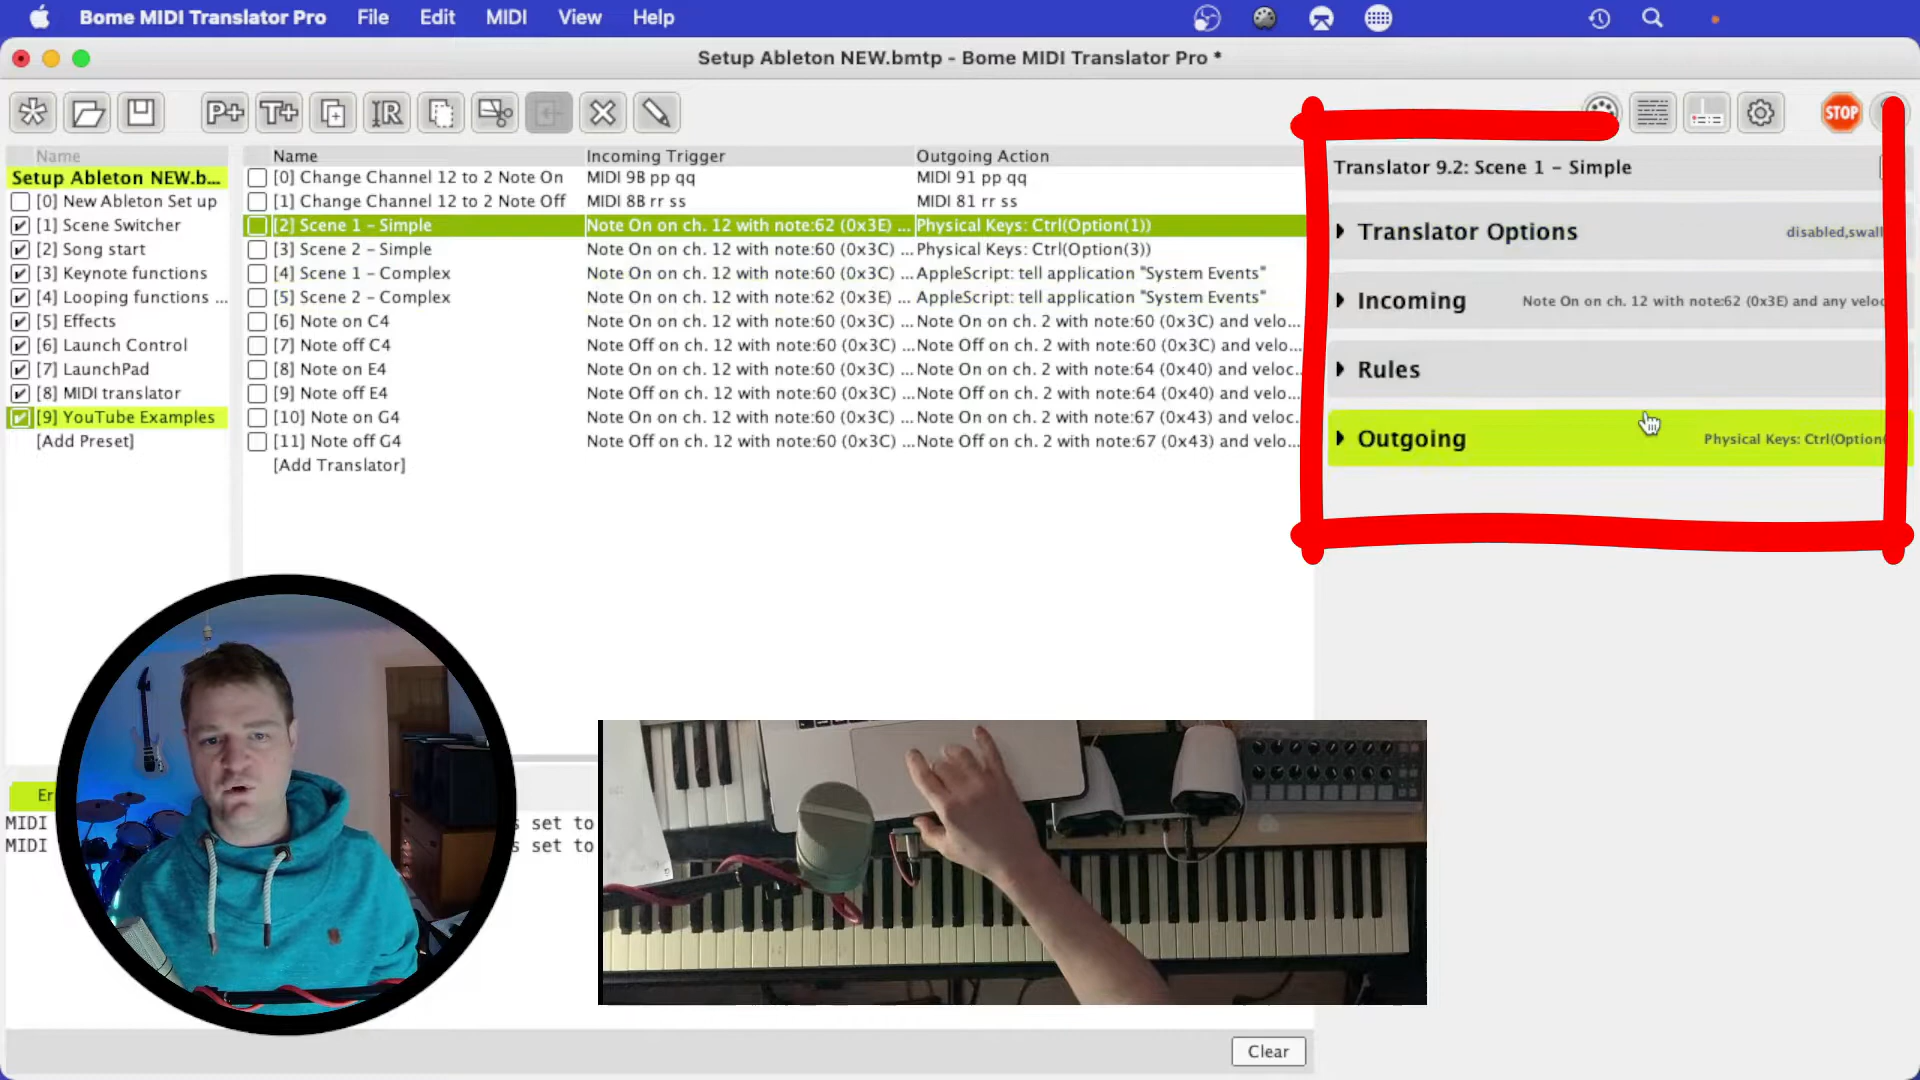 Bome MIDI Translator Pro File Edit MIDI View Help
Setup Ableton NEW.bmtp - Bome MIDI Translator Pro *
P+ T+ R STOP
Name
Setup Ableton NEW.b...
[0] New Ableton Set up
[1] Scene Switcher
[2] Song start
[3] Keynote functions
[4] Looping functions ...
[5] Effects
[6] Launch Control
[7] LaunchPad
[8] MIDI translator
[9] YouTube Examples
[Add Preset]
Name Incoming Trigger Outgoing Action
[0] Change Channel 12 to 2 Note On MIDI 9B pp qq MIDI 91 pp qq
[1] Change Channel 12 to 2 Note Off MIDI 8B rr ss MIDI 81 rr ss
[2] Scene 1 - Simple Note On on ch. 12 with note:62 (0x3E) ... Physical Keys: Ctrl(Option(1))
[3] Scene 2 - Simple Note On on ch. 12 with note:60 (0x3C) ... Physical Keys: Ctrl(Option(3))
[4] Scene 1 - Complex Note On on ch. 12 with note:60 (0x3C) ... AppleScript: tell application "System Events"
[5] Scene 2 - Complex Note On on ch. 12 with note:62 (0x3E) ... AppleScript: tell application "System Events"
[6] Note on C4 Note On on ch. 12 with note:60 (0x3C) ... Note On on ch. 2 with note:60 (0x3C) and velo...
[7] Note off C4 Note Off on ch. 12 with note:60 (0x3C) ... Note Off on ch. 2 with note:60 (0x3C) and velo...
[8] Note on E4 Note On on ch. 12 with note:60 (0x3C) ... Note On on ch. 2 with note:64 (0x40) and veloc...
[9] Note off E4 Note Off on ch. 12 with note:60 (0x3C) ... Note Off on ch. 2 with note:64 (0x40) and velo...
[10] Note on G4 Note On on ch. 12 with note:60 (0x3C) ... Note On on ch. 2 with note:67 (0x43) and veloc...
[11] Note off G4 Note Off on ch. 12 with note:60 (0x3C) ... Note Off on ch. 2 with note:67 (0x43) and velo...
[Add Translator]
Translator 9.2: Scene 1 - Simple
Translator Options disabled,swall
Incoming Note On on ch. 12 with note:62 (0x3E) and any veloc
Rules
Outgoing Physical Keys: Ctrl(Option(
Er
MIDI s set to
MIDI s set to
Clear